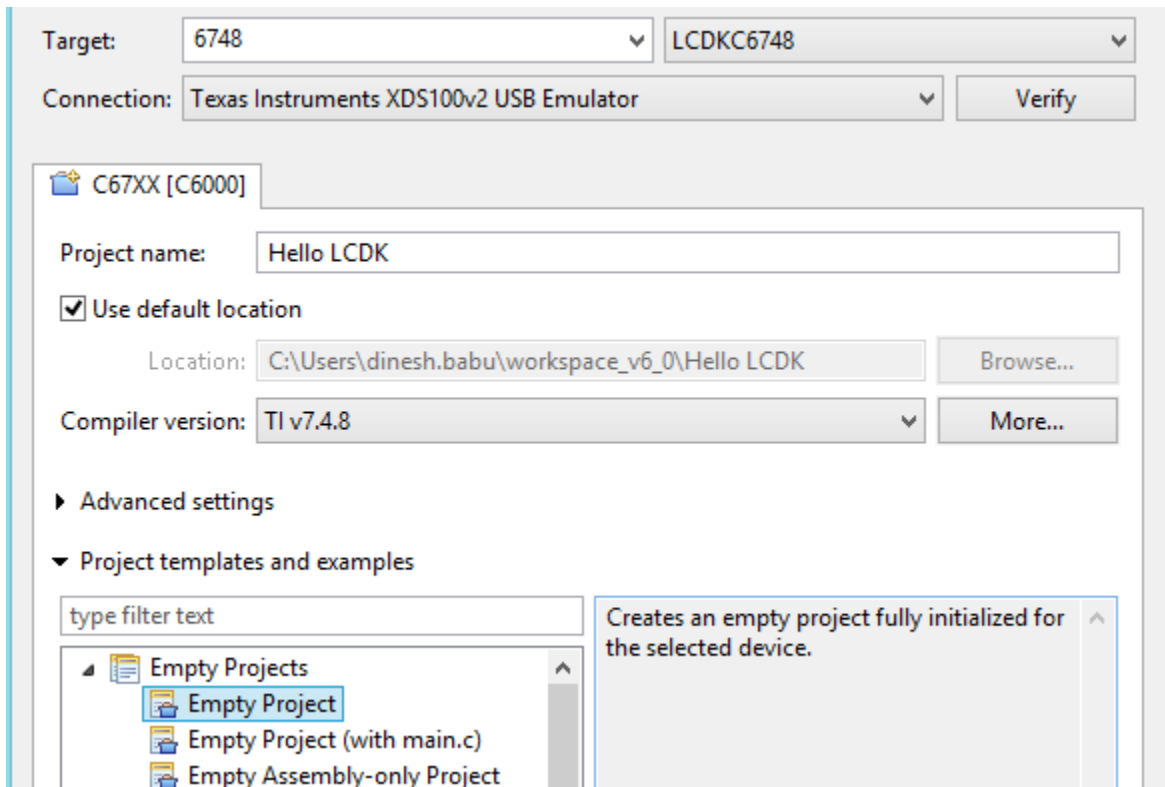 Target: 6748 LCDKC6748
Connection: Texas Instruments XDS100v2 USB Emulator Verify
C67XX [C6000]
Project name: Hello LCDK
Use default location
Location: C:\Users\dinesh.babu\workspace_v6_0\Hello LCDK Browse...
Compiler version: TI v7.4.8 More...
Advanced settings
Project templates and examples
type filter text
Empty Projects
Empty Project
Empty Project (with main.c)
Empty Assembly-only Project
Creates an empty project fully initialized for
the selected device.